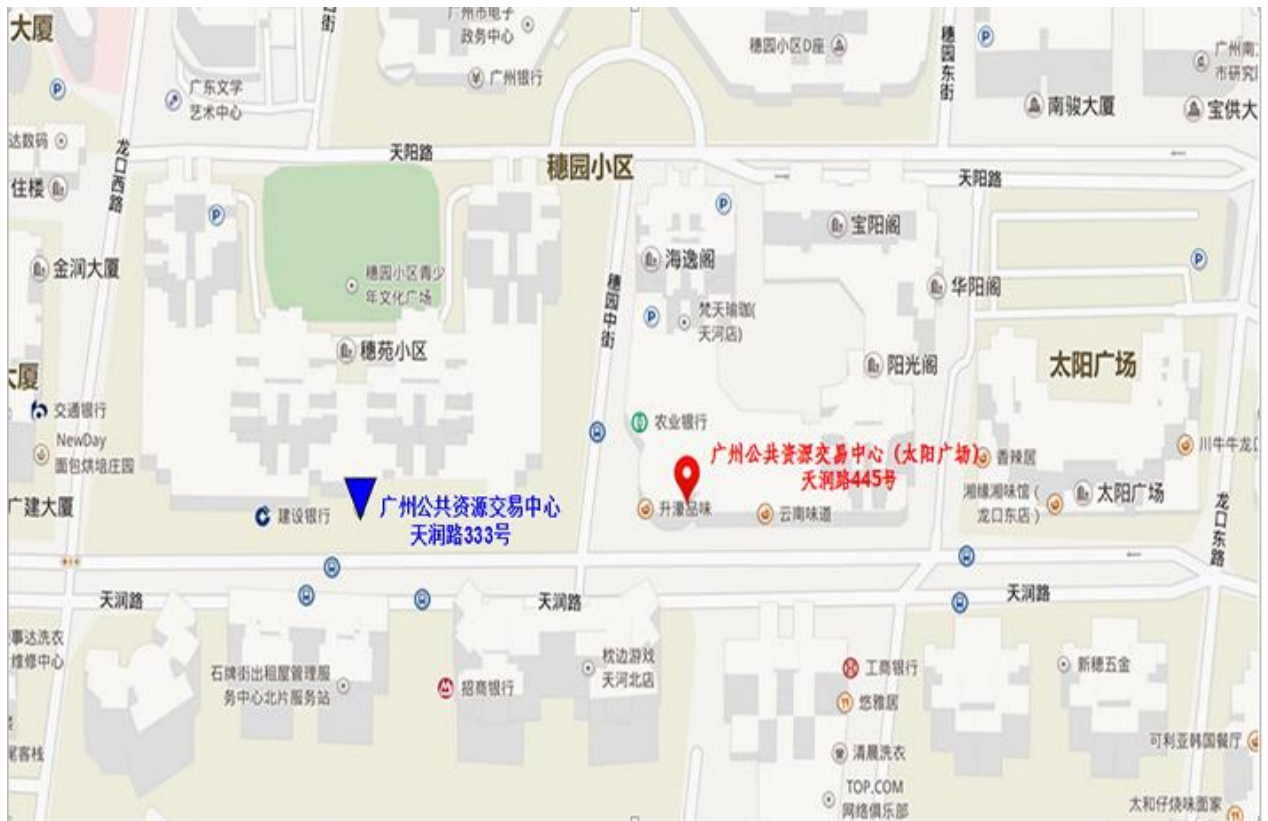 大厦
街
广州市电子
政务中心
广州银行
穗园小区D座
穗园东街
南骏大厦
广州南
市研究
宝供大
广东文学
艺术中心
达数码
住楼
龙口西路
天阳路
穗园小区
天阳路
金润大厦
穗园小区青少
年文化广场
穗苑小区
穗园中街
海逸阁
梵天瑜珈(
天河店)
宝阳阁
华阳阁
阳光阁
太阳广场
大厦
交通银行
NewDay
面包烘培庄园
广建大厦
建设银行
广州公共资源交易中心
天润路333号
农业银行
广州公共资源交易中心（太阳广场）
天润路445号
升濠品味
云南味道
香辣居
湘缘湘味馆（
龙口东店）
太阳广场
川牛牛龙口
龙口东路
天润路
天润路
天润路
事达洗衣
维修中心
石牌街出租屋管理服
务中心北片服务站
招商银行
枕边游戏
天河北店
工商银行
悠雅居
清晨洗衣
TOP.COM
网络俱乐部
新穗五金
可利亚韩国餐厅
太和仔烧味面家
尾客栈